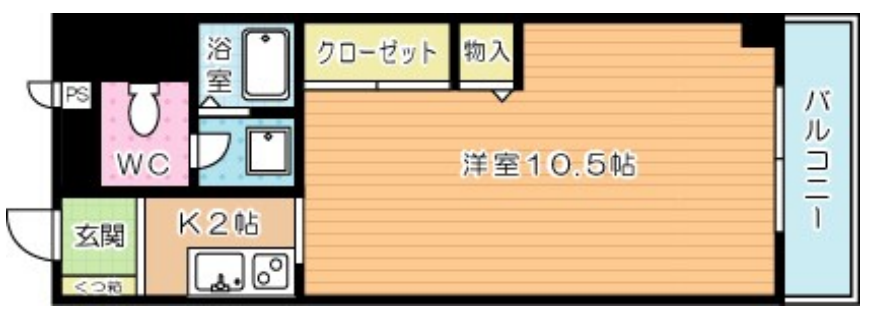 浴室
クローゼット
物入
PS
WC
洋室10.5帖
バルコニー
玄関
K2帖
くつ箱